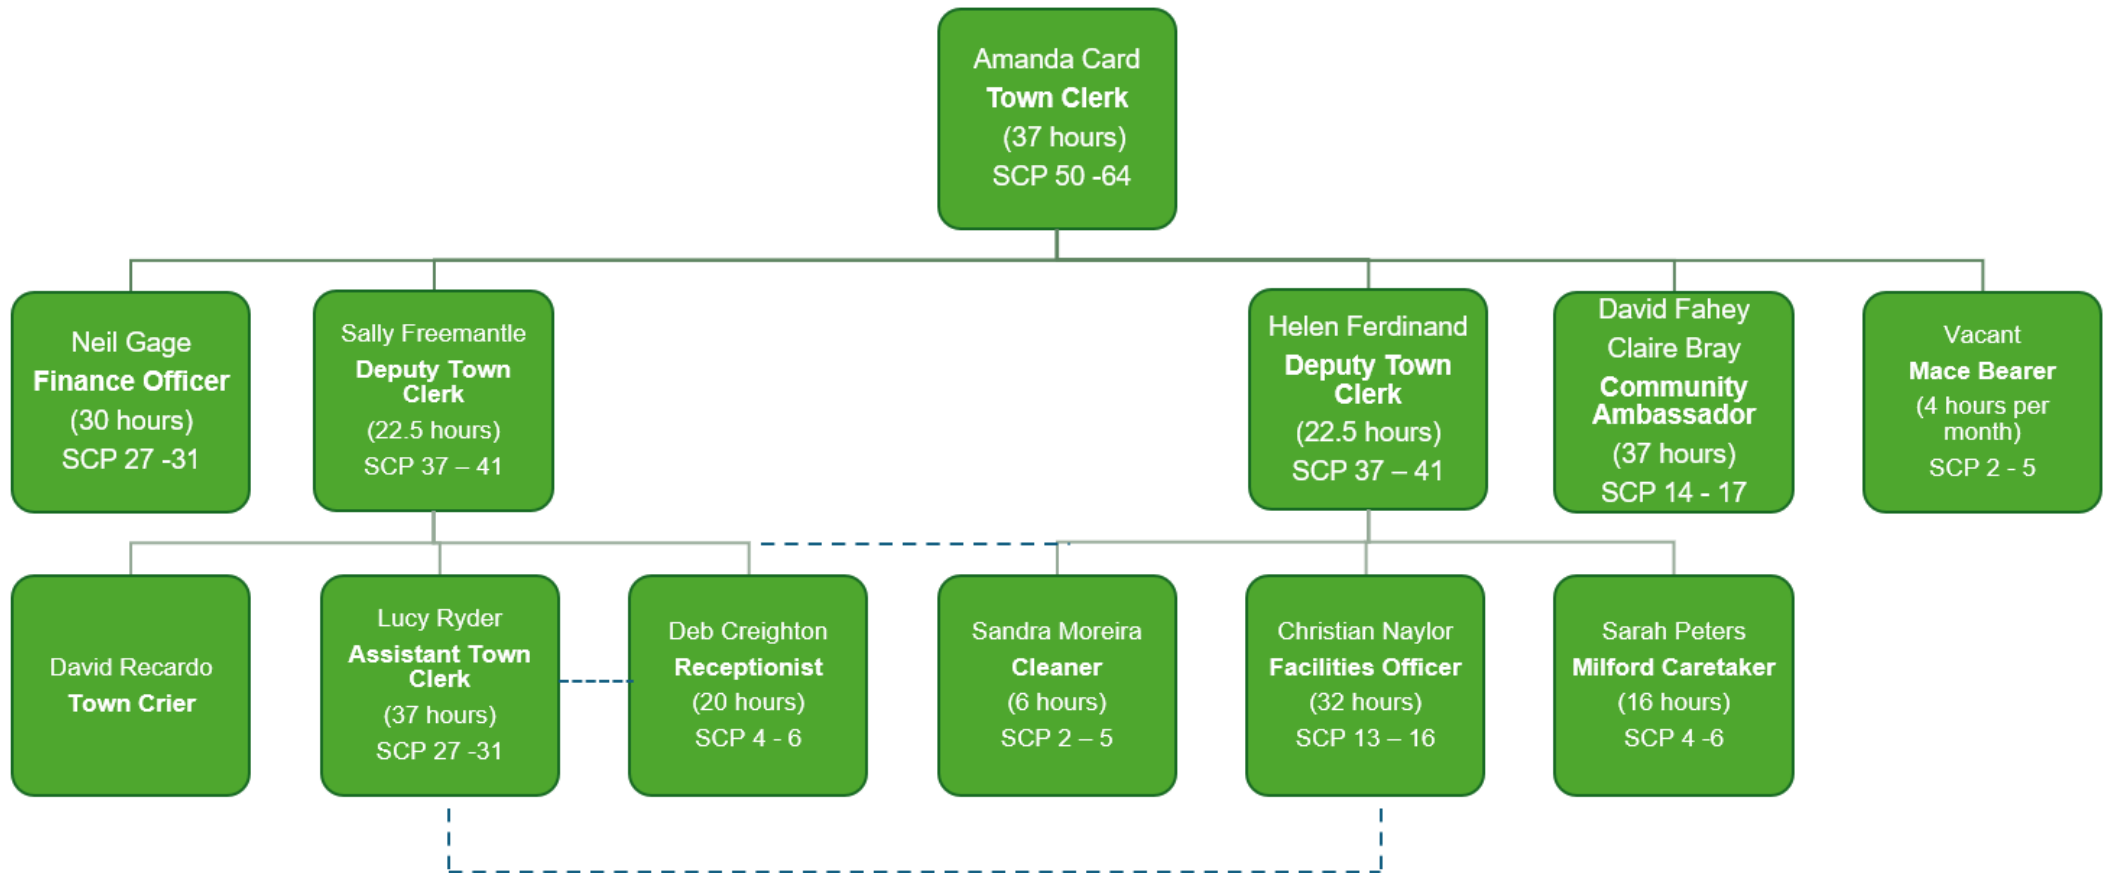 Amanda Card
Town Clerk
(37 hours)
SCP 50 -64
Neil Gage
Finance Officer
(30 hours)
SCP 27 -31
Sally Freemantle
Deputy Town
Clerk
(22.5 hours)
SCP 37 – 41
Helen Ferdinand
Deputy Town
Clerk
(22.5 hours)
SCP 37 – 41
David Fahey
Claire Bray
Community
Ambassador
(37 hours)
SCP 14 - 17
Vacant
Mace Bearer
(4 hours per
month)
SCP 2 - 5
David Recardo
Town Crier
Lucy Ryder
Assistant Town
Clerk
(37 hours)
SCP 27 -31
Deb Creighton
Receptionist
(20 hours)
SCP 4 - 6
Sandra Moreira
Cleaner
(6 hours)
SCP 2 – 5
Christian Naylor
Facilities Officer
(32 hours)
SCP 13 – 16
Sarah Peters
Milford Caretaker
(16 hours)
SCP 4 -6